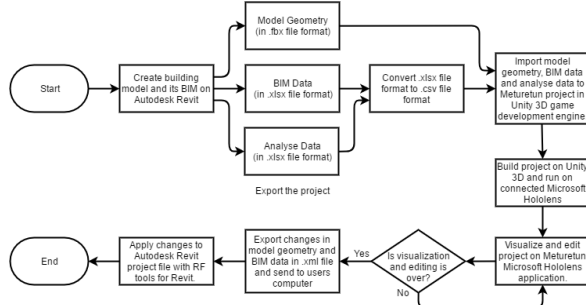 Model Geometry
(in .fbx file format)
Start
Create building
model and its BIM on
Autodesk Revit
BIM Data
(in .xlsx file format)
Convert .xlsx file
format to .csv file
format
Import model
geometry, BIM data
and analyse data to
Meturetun project in
Unity 3D game
development engine
Analyse Data
(in .xlsx file format)
Export the project
Build project on Unity
3D and run on
connected Microsoft
Hololens
Visualize and edit
project on Meturetun
Microsoft Hololens
application.
Is visualization
and editing is
over?
Yes
No
Export changes in
model geometry and
BIM data in .xml file
and send to users
computer
Apply changes to
Autodesk Revit
project file with RF
tools for Revit.
End